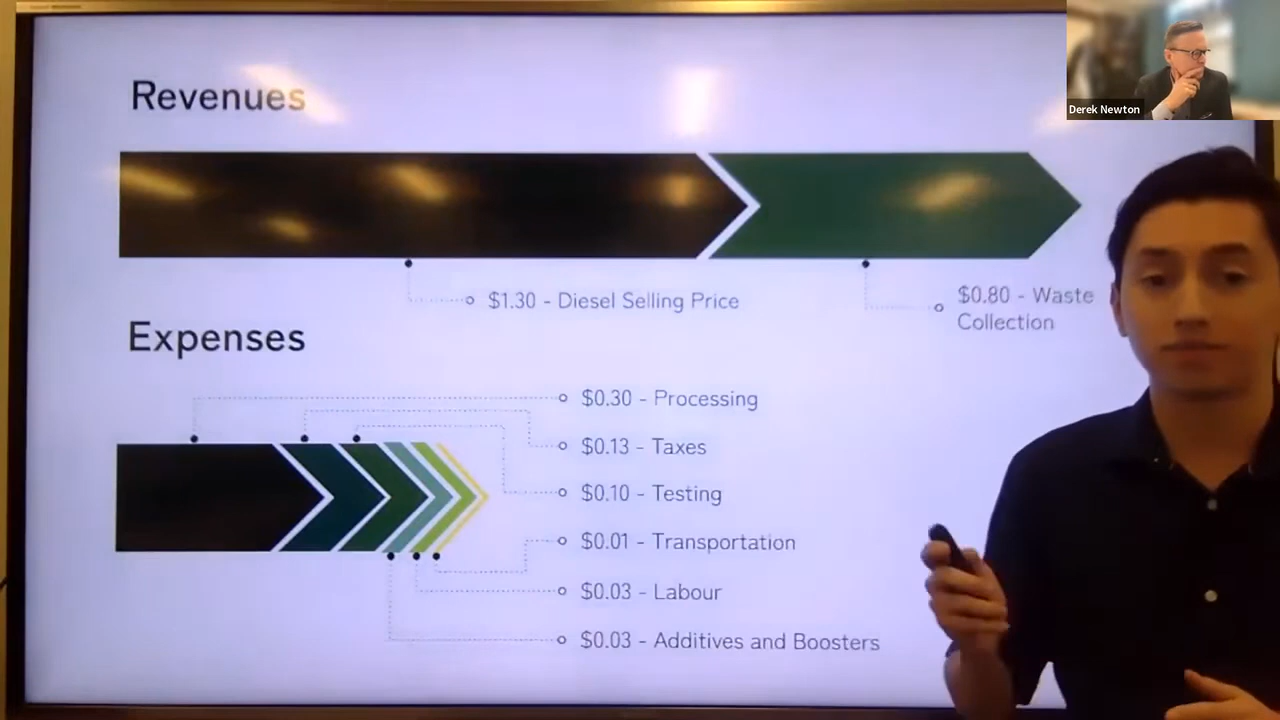 Derek Newton
Revenues
$1.30 - Diesel Selling Price
$0.80 - Waste
Collection
Expenses
$0.30 - Processing
$0.13 - Taxes
$0.10 - Testing
$0.01 - Transportation
$0.03 - Labour
$0.03 - Additives and Boosters